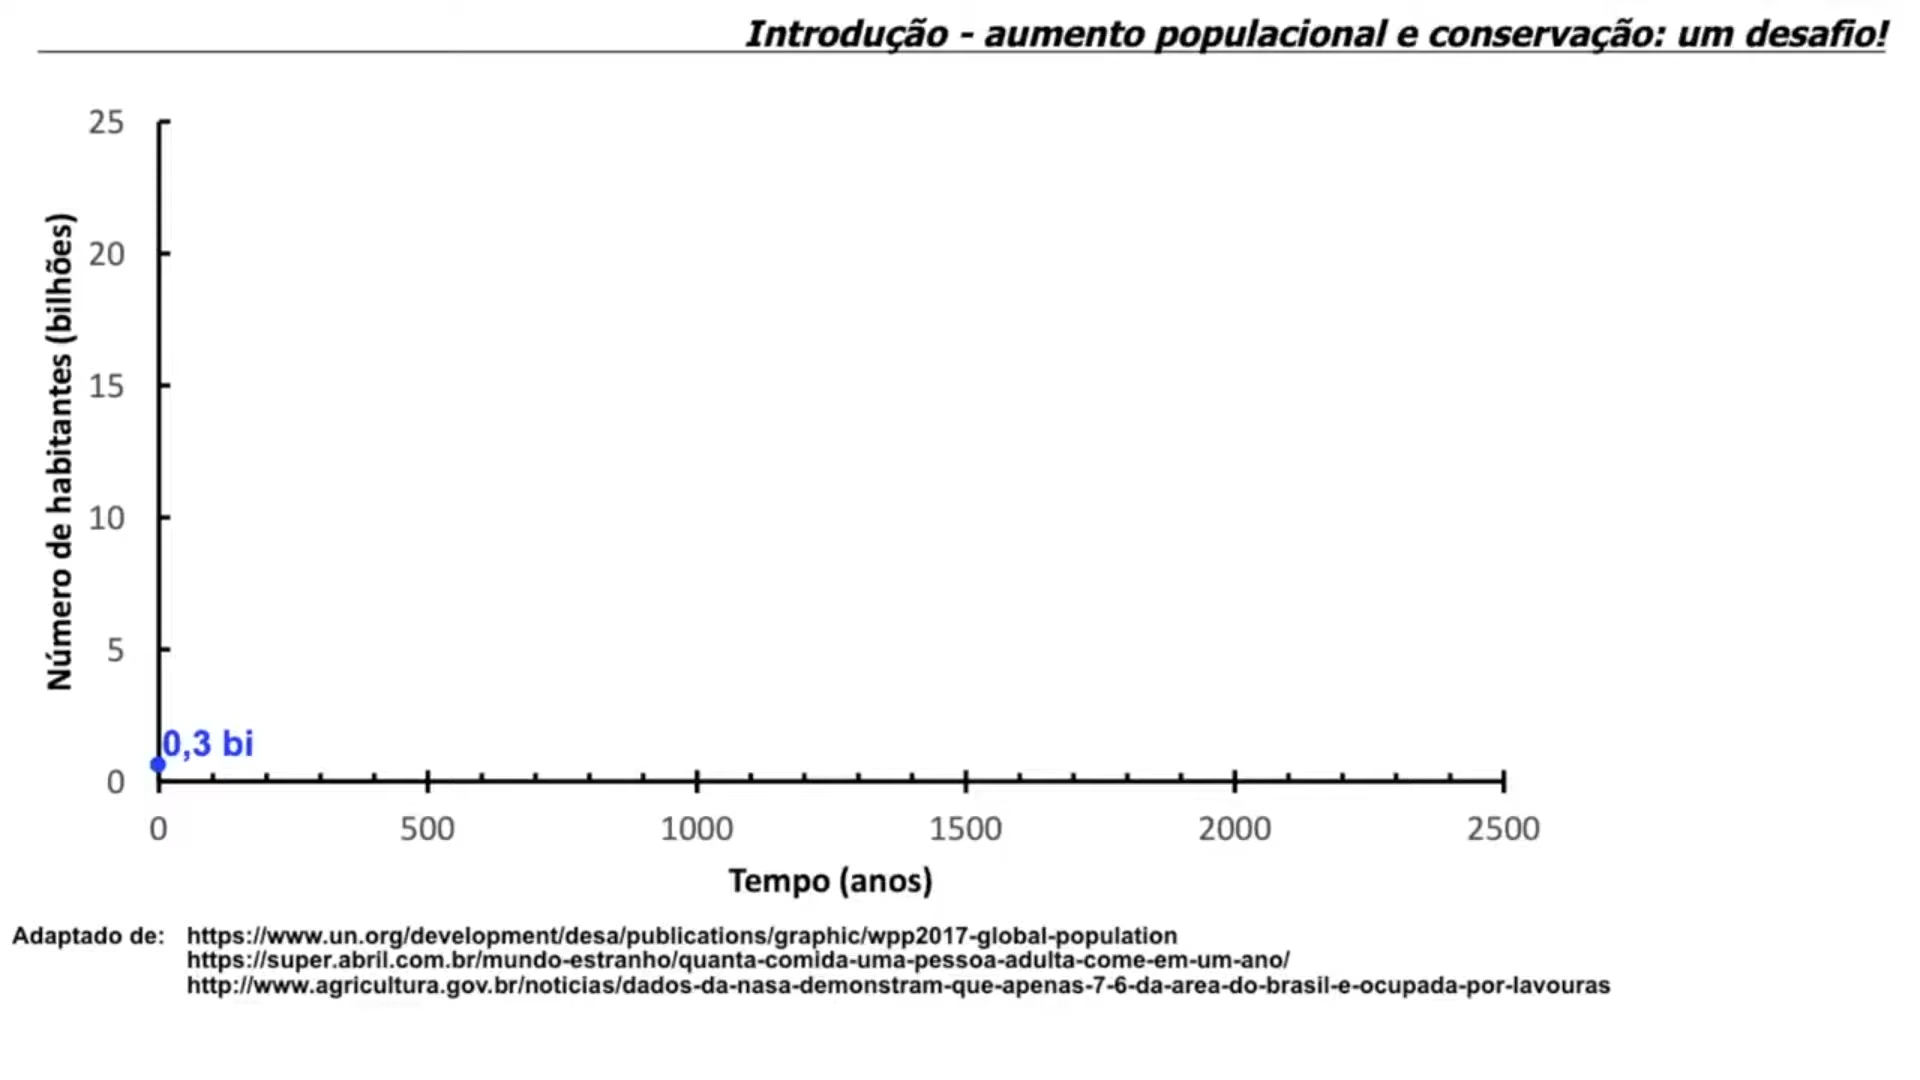 Introdução - aumento populacional e conservação: um desafio!
25
20
15
10
5
0
Número de habitantes (bilhões)
0,3 bi
0 500 1000 1500 2000 2500
Tempo (anos)
Adaptado de: https://www.un.org/development/desa/publications/graphic/wpp2017-global-population
https://super.abril.com.br/mundo-estranho/quanta-comida-uma-pessoa-adulta-come-em-um-ano/
http://www.agricultura.gov.br/noticias/dados-da-nasa-demonstram-que-apenas-7-6-da-area-do-brasil-e-ocupada-por-lavouras